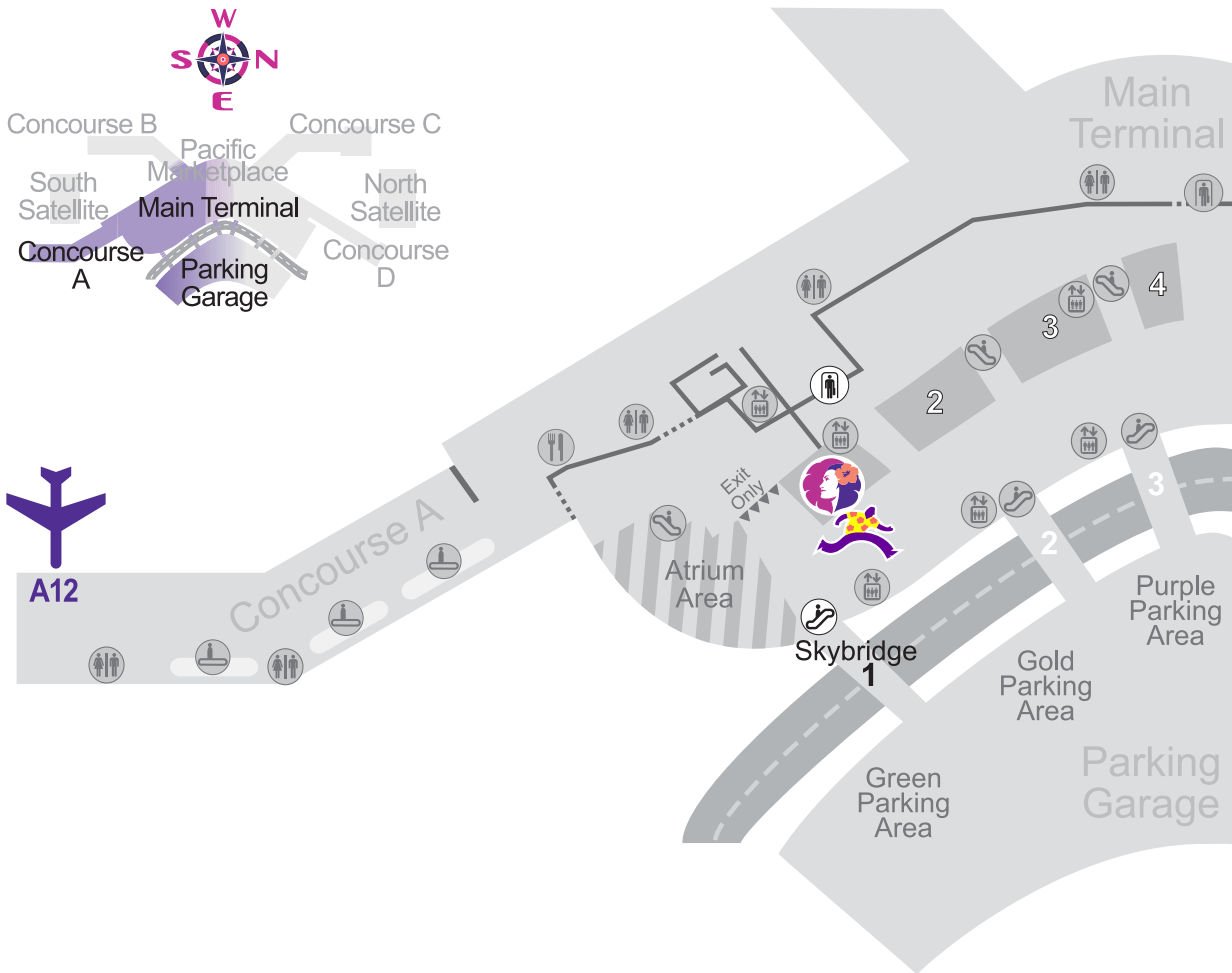 W
S
N
E
Concourse B
Concourse C
Pacific
Marketplace
South
Satellite
North
Satellite
Main Terminal
Concourse
A
Concourse
D
Parking
Garage
Main
Terminal
4
3
2
Exit
Only
A12
Concourse A
Atrium
Area
3
2
Skybridge
1
Purple
Parking
Area
Gold
Parking
Area
Green
Parking
Area
Parking
Garage